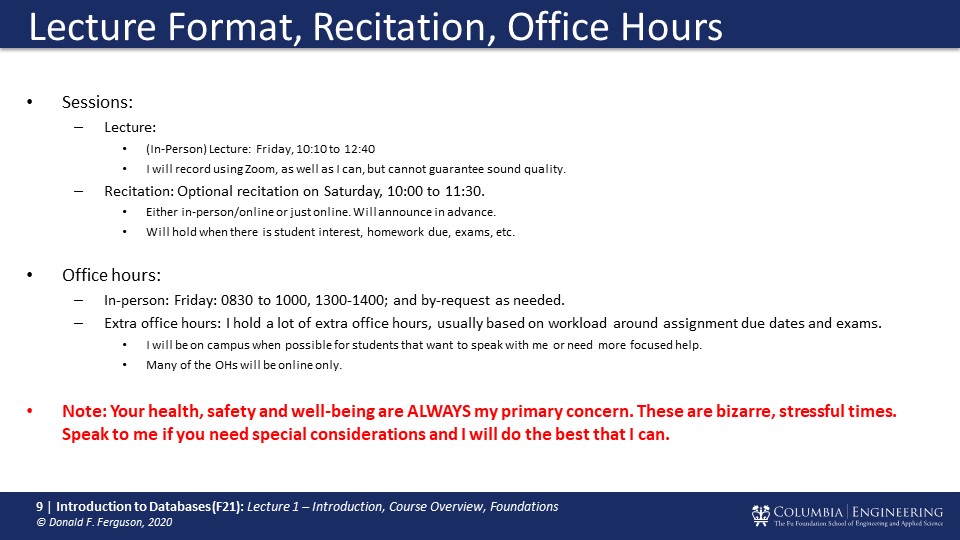 Lecture Format, Recitation, Office Hours
• Sessions:
– Lecture:
• (In-Person) Lecture: Friday, 10:10 to 12:40
• I will record using Zoom, as well as I can, but cannot guarantee sound quality.
– Recitation: Optional recitation on Saturday, 10:00 to 11:30.
• Either in-person/online or just online. Will announce in advance.
• Will hold when there is student interest, homework due, exams, etc.
• Office hours:
– In-person: Friday: 0830 to 1000, 1300-1400; and by-request as needed.
– Extra office hours: I hold a lot of extra office hours, usually based on workload around assignment due dates and exams.
• I will be on campus when possible for students that want to speak with me or need more focused help.
• Many of the OHs will be online only.
• Note: Your health, safety and well-being are ALWAYS my primary concern. These are bizarre, stressful times.
Speak to me if you need special considerations and I will do the best that I can.
9 | Introduction to Databases(F21): Lecture 1 – Introduction, Course Overview, Foundations
© Donald F. Ferguson, 2020
COLUMBIA | ENGINEERING
The Fu Foundation School of Engineering and Applied Science